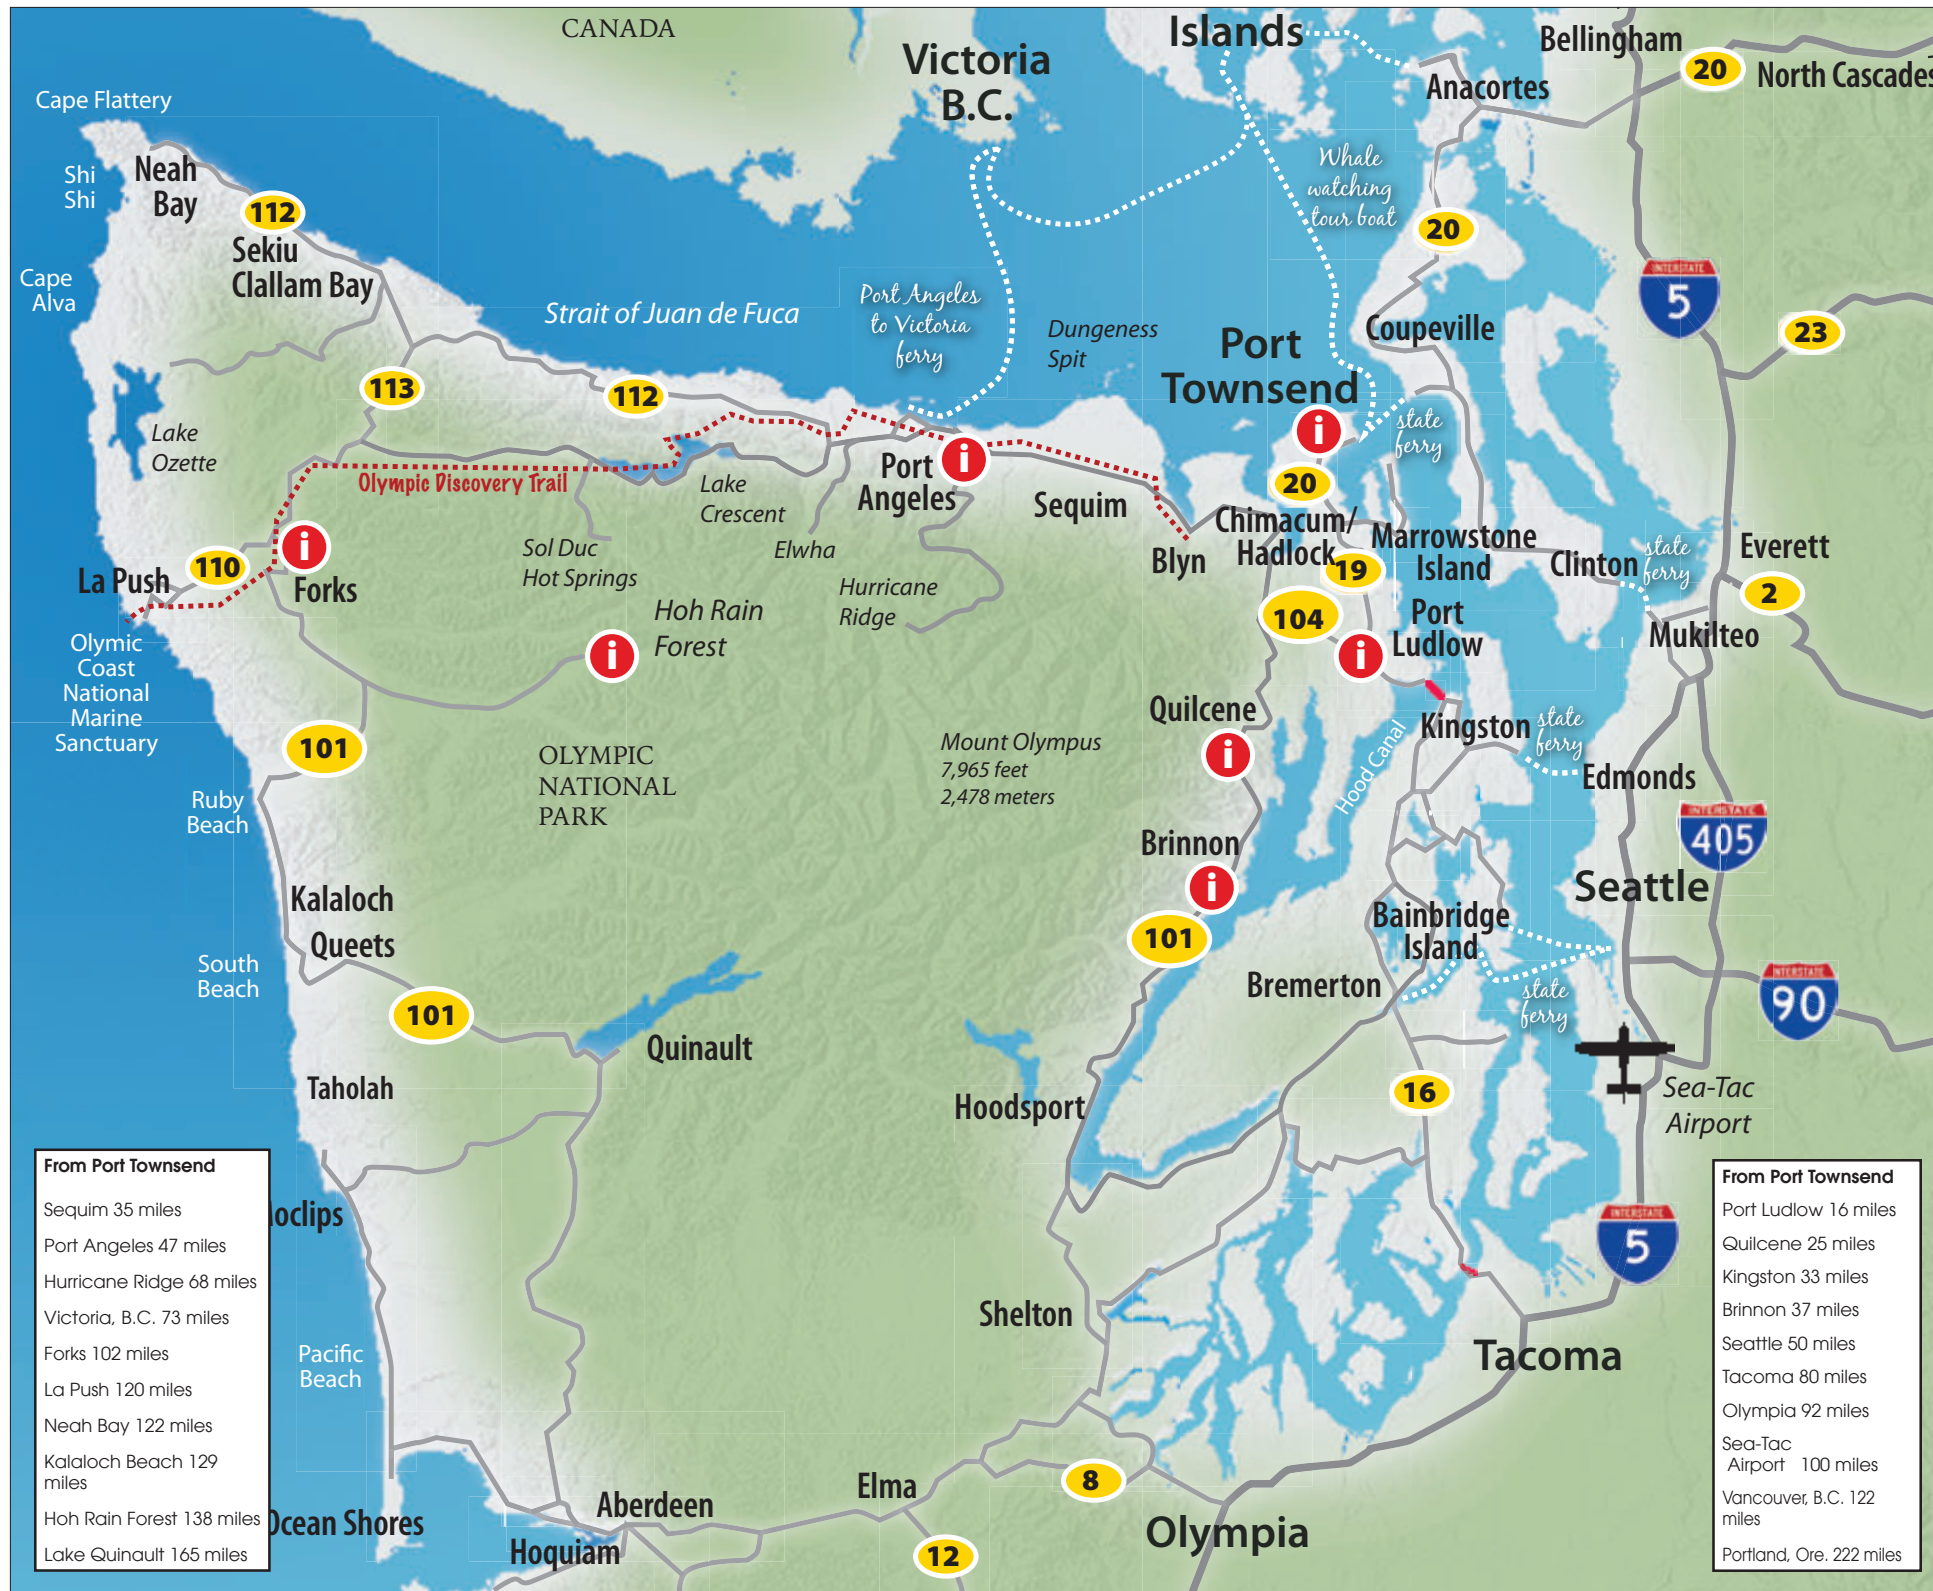 CANADA
Victoria
B.C.
Islands
Bellingham
20
North Cascades
Anacortes
Cape Flattery
Shi
Shi
Neah
Bay
112
Sekiu
Clallam Bay
Cape
Alva
Whale
watching
tour boat
20
INTERSTATE
5
23
Strait of Juan de Fuca
Port Angeles
to Victoria
ferry
Dungeness
Spit
Port
Townsend
Coupeville
113
112
Lake
Ozette
Olympic Discovery Trail
Lake
Crescent
Port
Angeles
i
Sequim
i
20
state
ferry
Chimacum/
Hadlock
Marrowstone
Island
Clinton
state
ferry
Everett
2
Mukilteo
La Push
110
i
Forks
Sol Duc
Hot Springs
Elwha
Hurricane
Ridge
Blyn
19
104
Port
Ludlow
i
Hoh Rain
Forest
i
Olymic
Coast
National
Marine
Sanctuary
101
OLYMPIC
NATIONAL
PARK
Mount Olympus
7,965 feet
2,478 meters
Quilcene
i
Hood Canal
Kingston
state
ferry
Edmonds
INTERSTATE
405
Ruby
Beach
Brinnon
i
101
Seattle
Kalaloch
Queets
South
Beach
101
Bainbridge
Island
Bremerton
state
ferry
INTERSTATE
90
Quinault
Taholah
Hoodsport
16
Sea-Tac
Airport
INTERSTATE
5
oclips
Pacific
Beach
Shelton
Tacoma
Ocean Shores
Hoquiam
Aberdeen
Elma
8
12
Olympia
From Port Townsend
Sequim 35 miles
Port Angeles 47 miles
Hurricane Ridge 68 miles
Victoria, B.C. 73 miles
Forks 102 miles
La Push 120 miles
Neah Bay 122 miles
Kalaloch Beach 129
miles
Hoh Rain Forest 138 miles
Lake Quinault 165 miles
From Port Townsend
Port Ludlow 16 miles
Quilcene 25 miles
Kingston 33 miles
Brinnon 37 miles
Seattle 50 miles
Tacoma 80 miles
Olympia 92 miles
Sea-Tac
Airport 100 miles
Vancouver, B.C. 122
miles
Portland, Ore. 222 miles